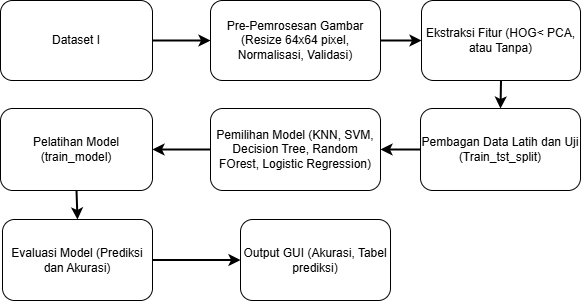 Dataset I
Pre-Pemrosesan Gambar
(Resize 64x64 pixel,
Normalisasi, Validasi)
Ekstraksi Fitur (HOG< PCA,
atau Tanpa)
Pelatihan Model
(train_model)
Pemilihan Model (KNN, SVM,
Decision Tree, Random
FOrest, Logistic Regression)
Pembagan Data Latih dan Uji
(Train_tst_split)
Evaluasi Model (Prediksi
dan Akurasi)
Output GUI (Akurasi, Tabel
prediksi)